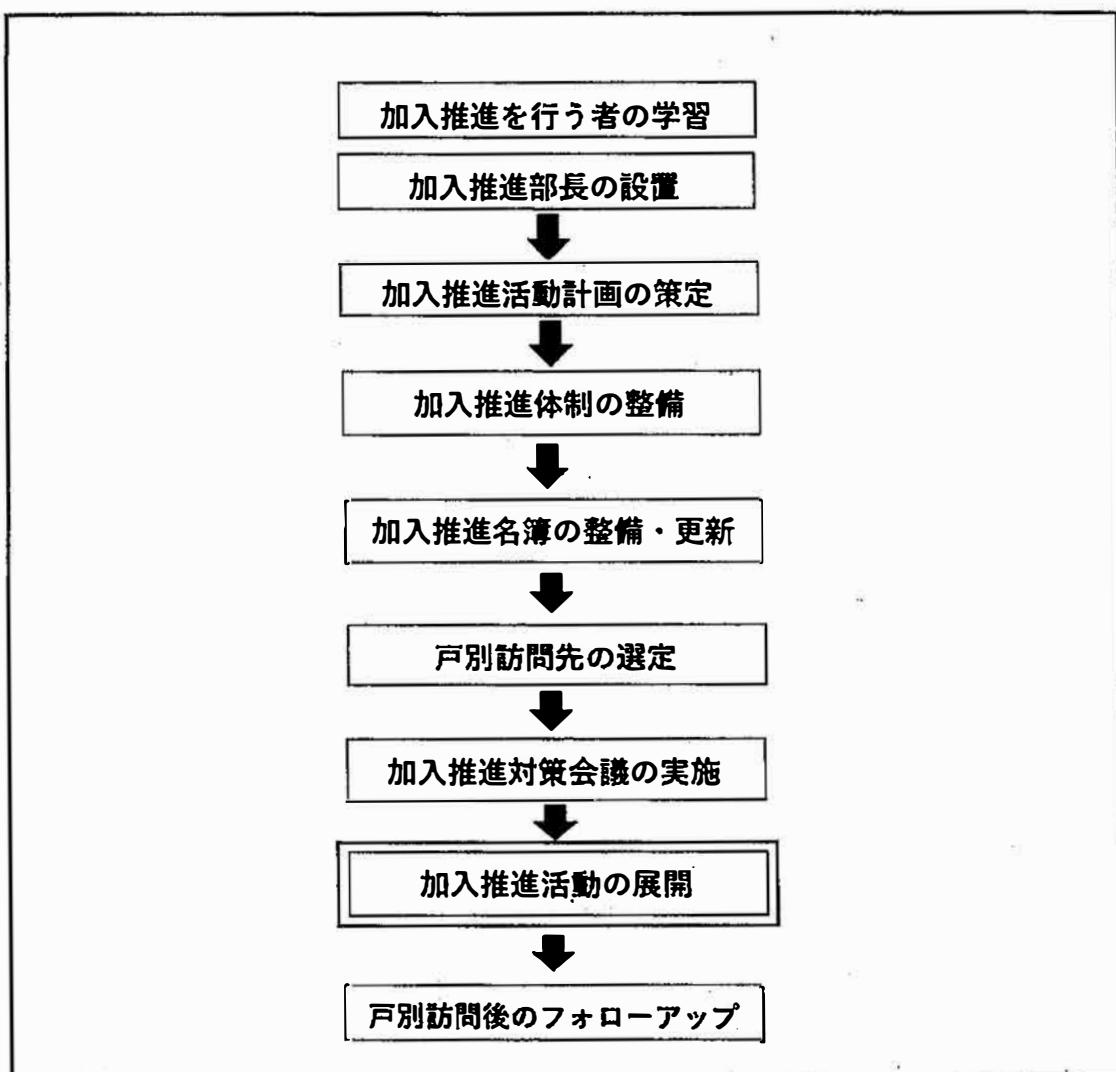 加入推進を行う者の学習
加入推進部長の設置
加入推進活動計画の策定
加入推進体制の整備
加入推進名簿の整備・更新
戸別訪問先の選定
加入推進対策会議の実施
加入推進活動の展開
戸別訪問後のフォローアップ